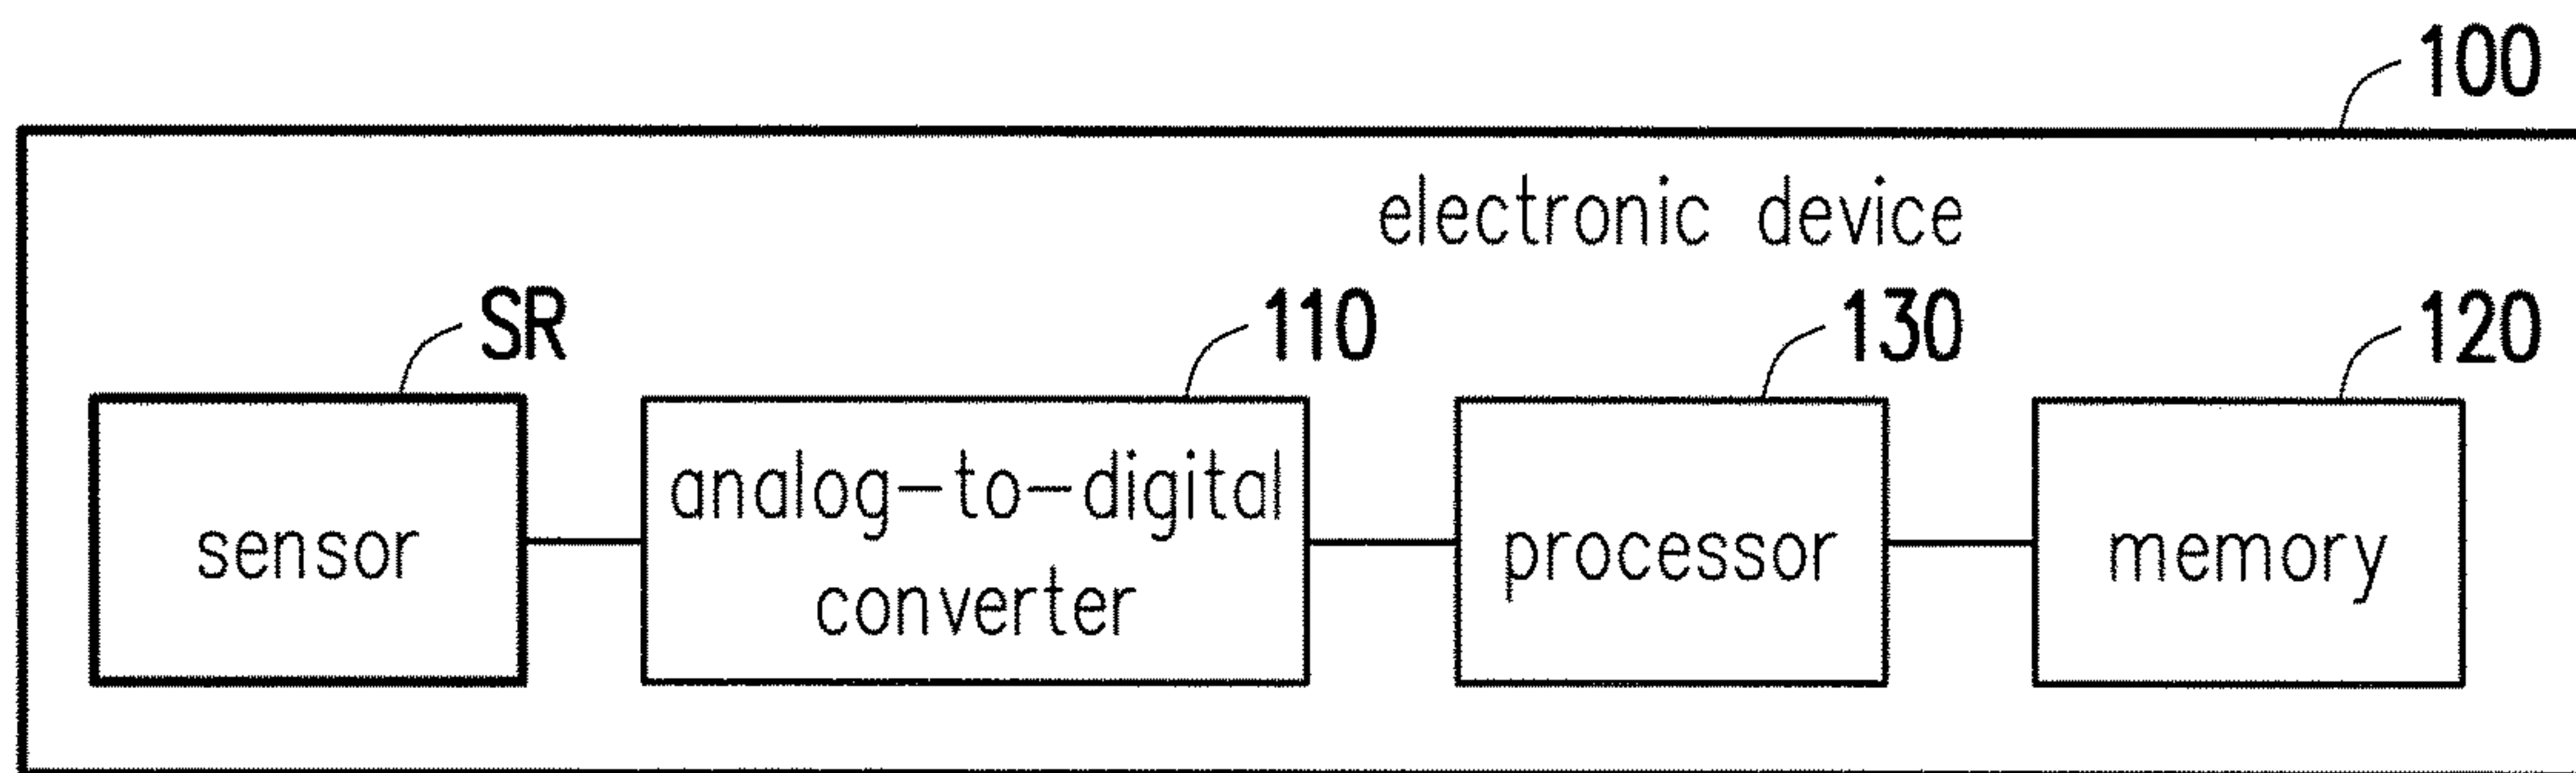 100
electronic device
SR
110
130
120
sensor
analog-to-digital
converter
processor
memory